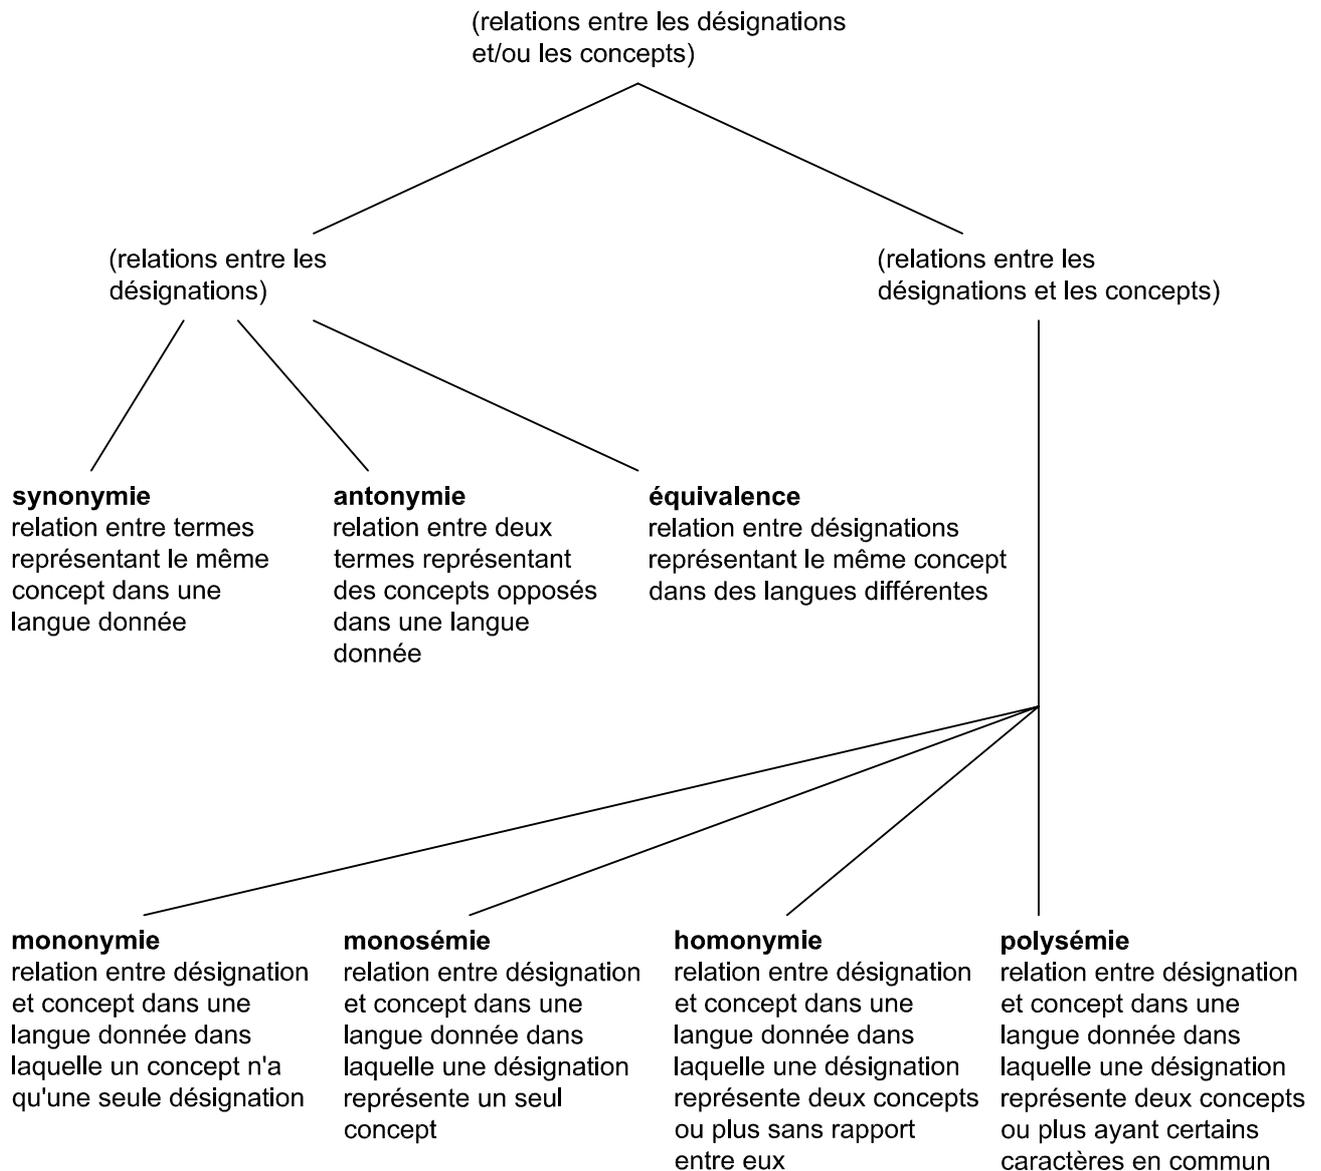 (relations entre les désignations
et/ou les concepts)
(relations entre les
désignations)
(relations entre les
désignations et les concepts)
synonymie
relation entre termes
représentant le même
concept dans une
langue donnée
antonymie
relation entre deux
termes représentant
des concepts opposés
dans une langue
donnée
équivalence
relation entre désignations
représentant le même concept
dans des langues différentes
mononymie
relation entre désignation
et concept dans une
langue donnée dans
laquelle un concept n'a
qu'une seule désignation
monosémie
relation entre désignation
et concept dans une
langue donnée dans
laquelle une désignation
représente un seul
concept
homonymie
relation entre désignation
et concept dans une
langue donnée dans
laquelle une désignation
représente deux concepts
ou plus sans rapport
entre eux
polysémie
relation entre désignation
et concept dans une
langue donnée dans
laquelle une désignation
représente deux concepts
ou plus ayant certains
caractères en commun